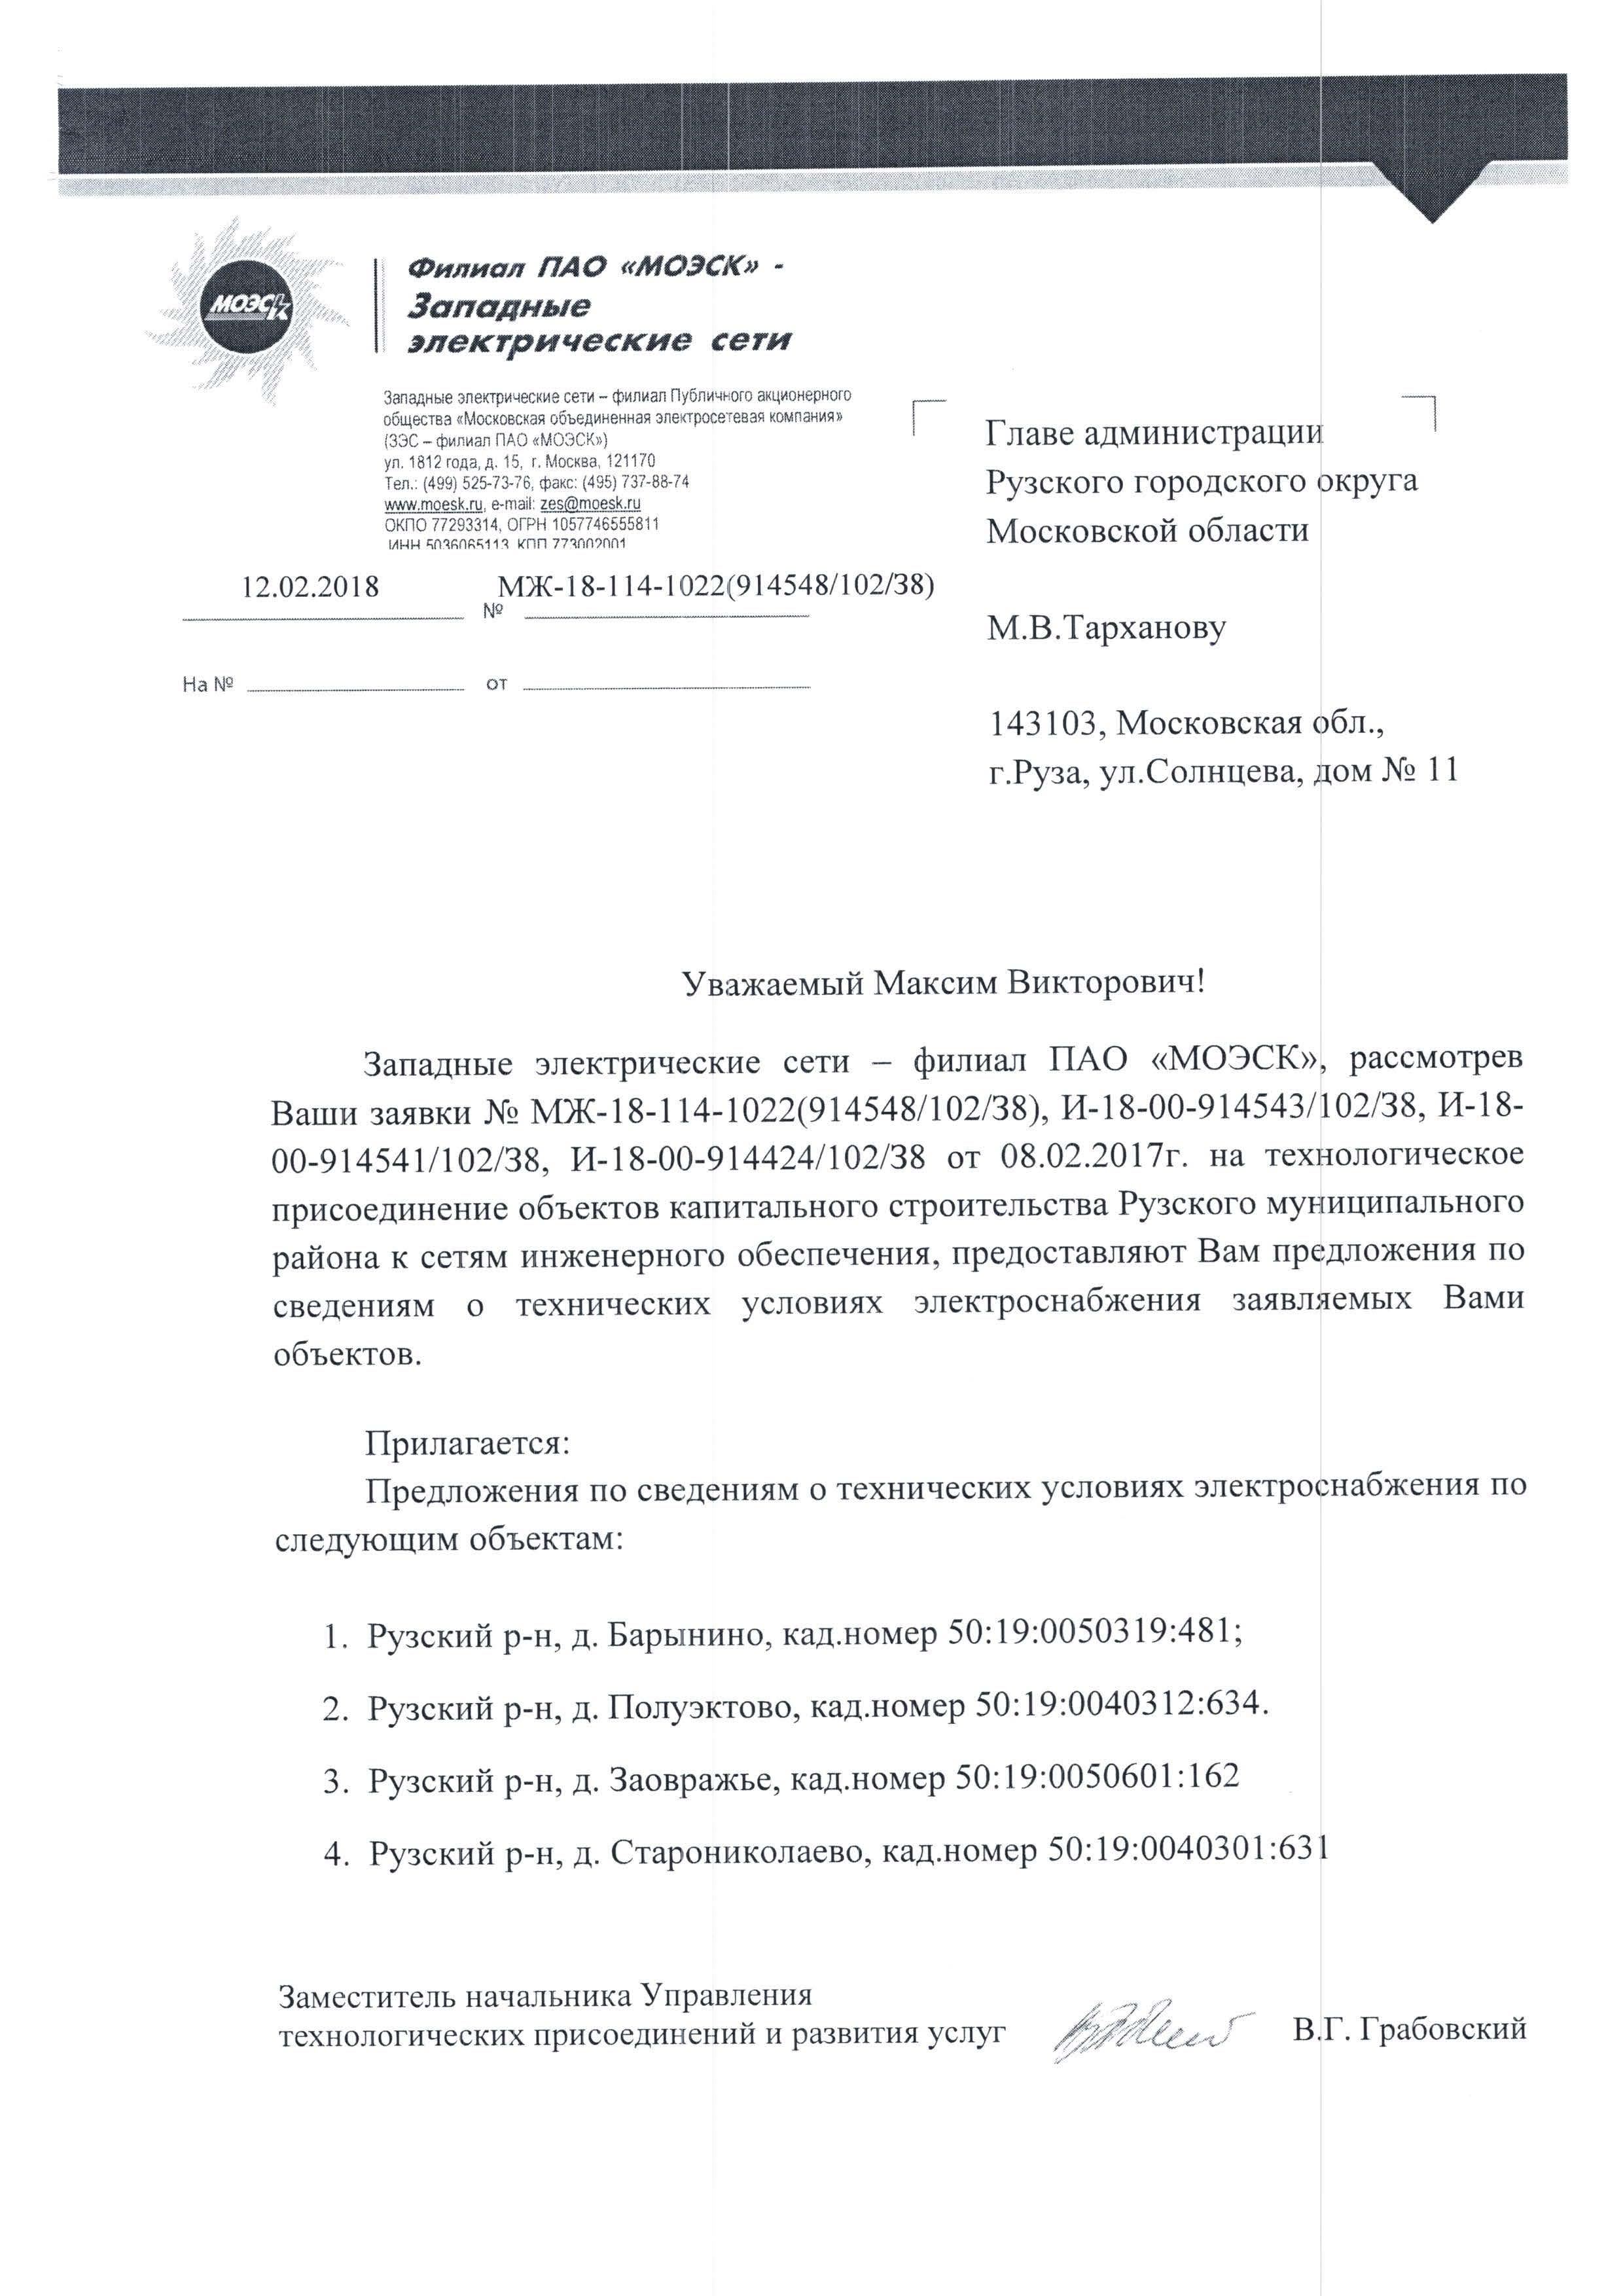 МОЭСК
Филиал ПАО «МОЭСК» -
Западные
электрические сети
Западные электрические сети – филиал Публичного акционерного
общества «Московская объединенная электросетевая компания»
(ЗЭС – филиал ПАО «МОЭСК»)
ул. 1812 года, д. 15, г. Москва, 121170
Тел.: (499) 525-73-76, факс: (495) 737-88-74
www.moesk.ru, e-mail: zes@moesk.ru
ОКПО 77293314, ОГРН 1057746555811
ИНН 5036065113 КПП 773002001
12.02.2018 № МЖ-18-114-1022(914548/102/З8)
На № от
Главе администрации
Рузского городского округа
Московской области
М.В.Тарханову
143103, Московская обл.,
г.Руза, ул.Солнцева, дом № 11
Уважаемый Максим Викторович!
Западные электрические сети – филиал ПАО «МОЭСК», рассмотрев
Ваши заявки № МЖ-18-114-1022(914548/102/З8), И-18-00-914543/102/З8, И-18-
00-914541/102/З8, И-18-00-914424/102/З8 от 08.02.2017г. на технологическое
присоединение объектов капитального строительства Рузского муниципального
района к сетям инженерного обеспечения, предоставляют Вам предложения по
сведениям о технических условиях электроснабжения заявляемых Вами
объектов.
Прилагается:
Предложения по сведениям о технических условиях электроснабжения по
следующим объектам:
1. Рузский р-н, д. Барынино, кад.номер 50:19:0050319:481;
2. Рузский р-н, д. Полуэктово, кад.номер 50:19:0040312:634.
3. Рузский р-н, д. Заовражье, кад.номер 50:19:0050601:162
4. Рузский р-н, д. Старониколаево, кад.номер 50:19:0040301:631
Заместитель начальника Управления
технологических присоединений и развития услуг В.Г. Грабовский